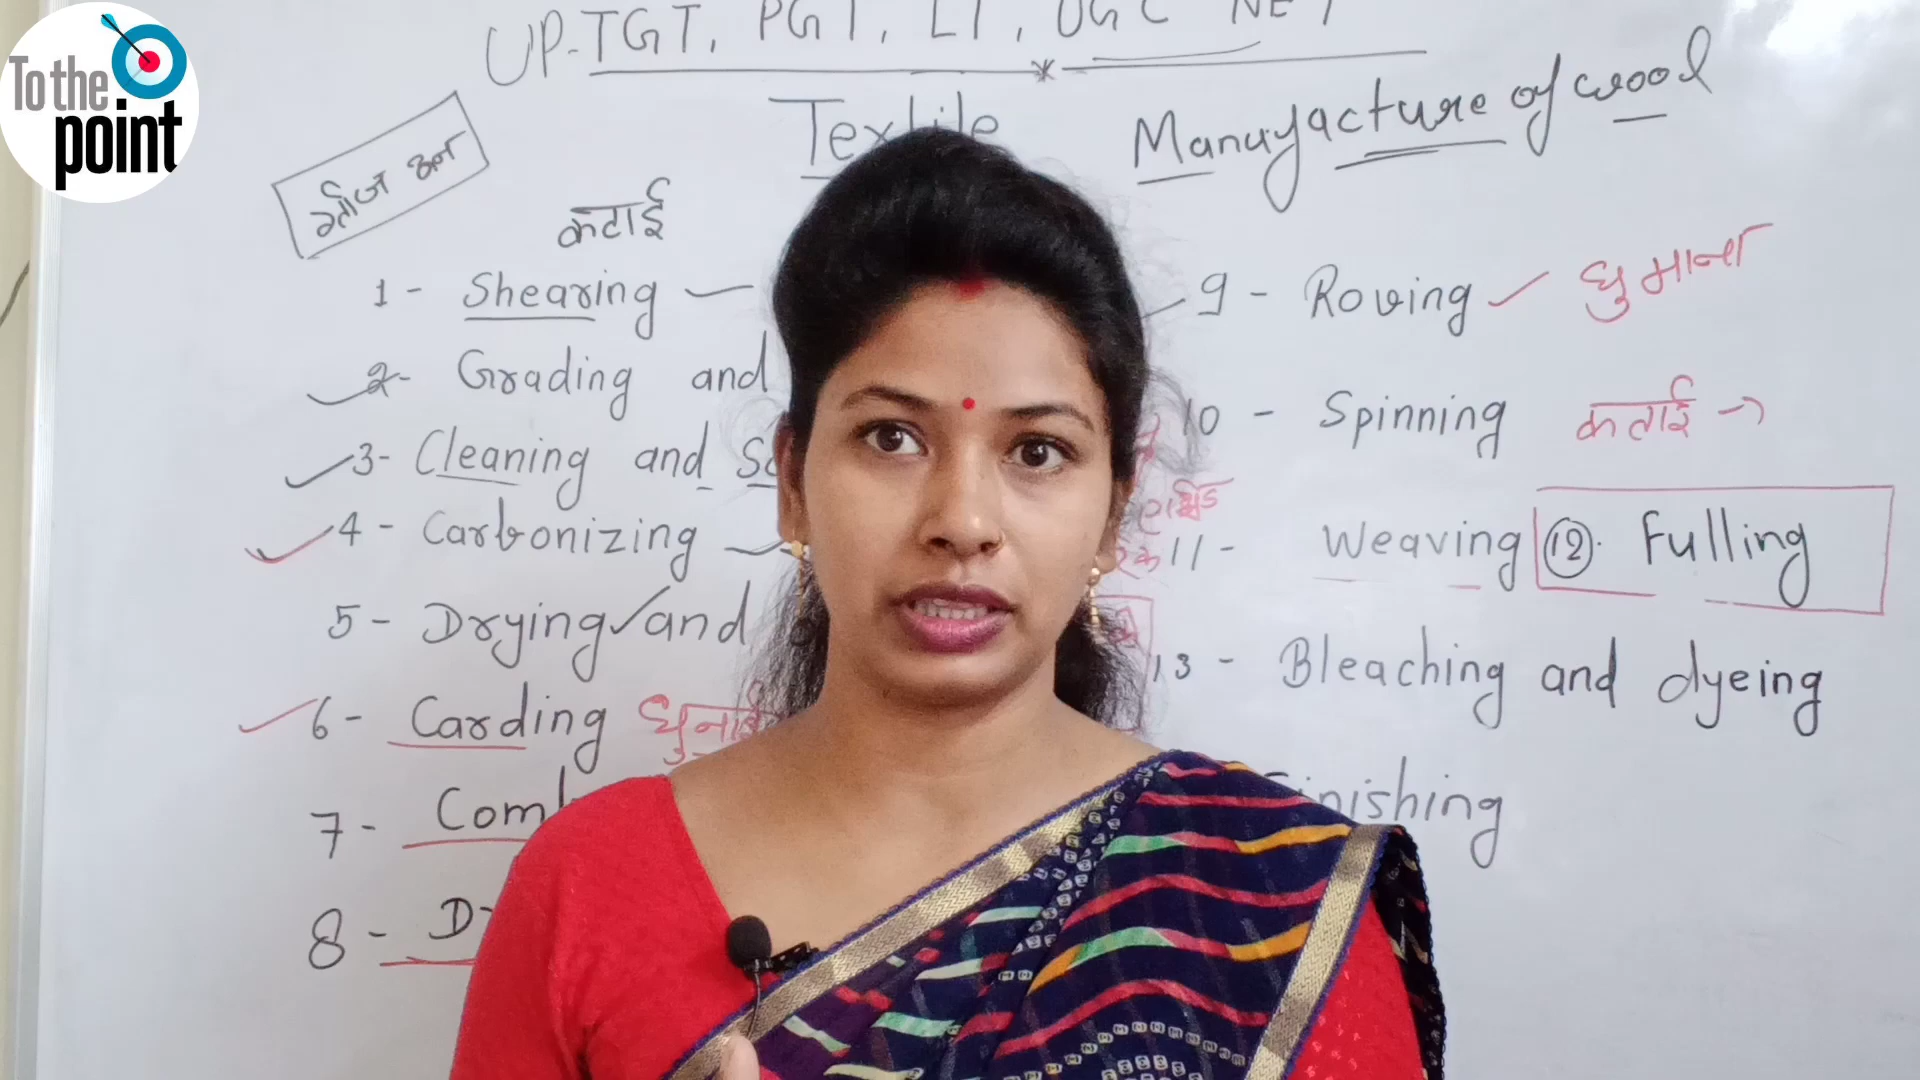 To the
point
UP-TGT, PGT, LT, UGC NET
Textile
Manufacture of wool
कटाई
1- Shearing
2- Grading and
3- Cleaning and
4- Carbonizing
5- Drying and
6- Carding धुनाई
7-
8-
9- Roving घुमाना
10- Spinning कताई
11- Weaving 12. Fulling
13- Bleaching and dyeing
Finishing